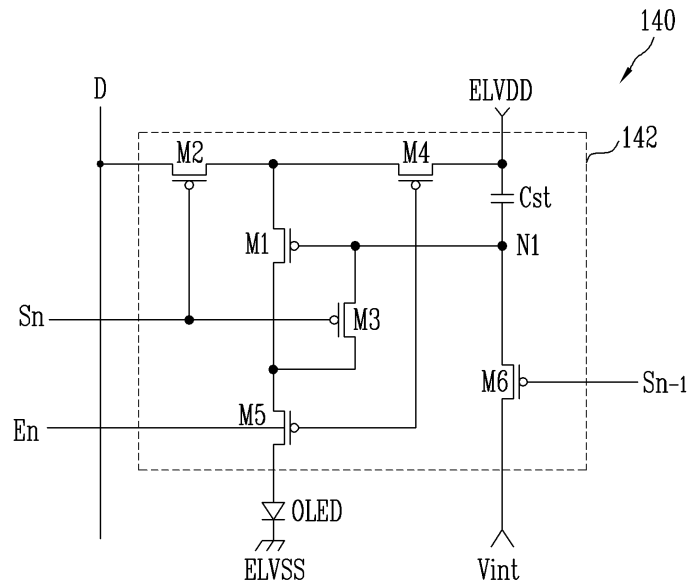 140
D
ELVDD
142
M2
M4
Cst
M1
N1
Sn
M3
M6
Sn-1
M5
En
OLED
ELVSS
Vint